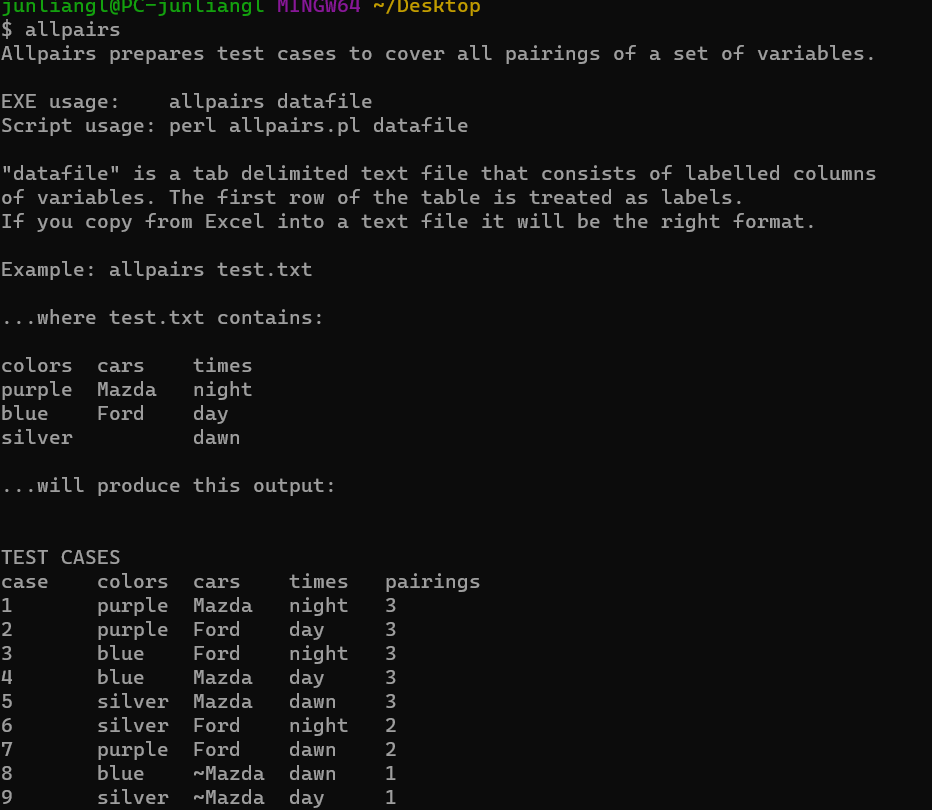 junliangl@PC-junliangl MINGW64 ~/Desktop
$ allpairs
Allpairs prepares test cases to cover all pairings of a set of variables.
EXE usage:    allpairs datafile
Script usage: perl allpairs.pl datafile
"datafile" is a tab delimited text file that consists of labelled columns
of variables. The first row of the table is treated as labels.
If you copy from Excel into a text file it will be the right format.
Example: allpairs test.txt
...where test.txt contains:
colors  cars    times
purple  Mazda   night
blue    Ford    day
silver          dawn
...will produce this output:
TEST CASES
case    colors  cars    times   pairings
1       purple  Mazda   night   3
2       purple  Ford    day     3
3       blue    Ford    night   3
4       blue    Mazda   day     3
5       silver  Mazda   dawn    3
6       silver  Ford    night   2
7       purple  Ford    dawn    2
8       blue    ~Mazda  dawn    1
9       silver  ~Mazda  day     1